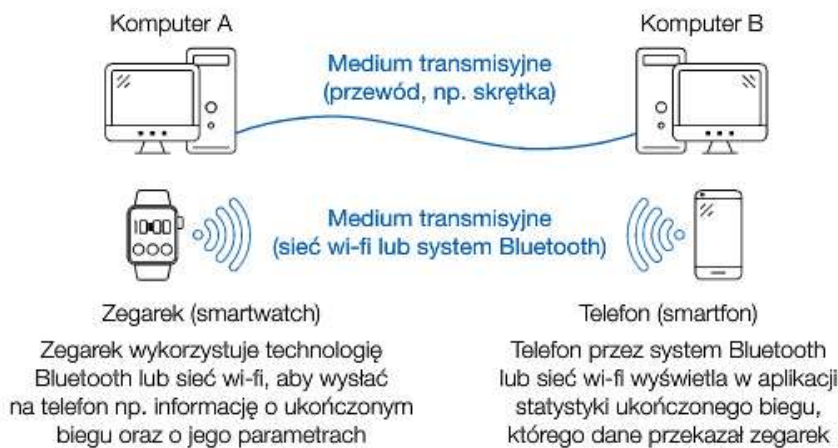 Komputer A
Komputer B
Medium transmisyjne
(przewód, np. skrętka)
10:00
Medium transmisyjne
(sieć wi-fi lub system Bluetooth)
Zegarek (smartwatch)
Telefon (smartfon)
Zegarek wykorzystuje technologię
Bluetooth lub sieć wi-fi, aby wysłać
na telefon np. informację o ukończonym
biegu oraz o jego parametrach
Telefon przez system Bluetooth
lub sieć wi-fi wyświetla w aplikacji
statystyki ukończonego biegu,
którego dane przekazał zegarek